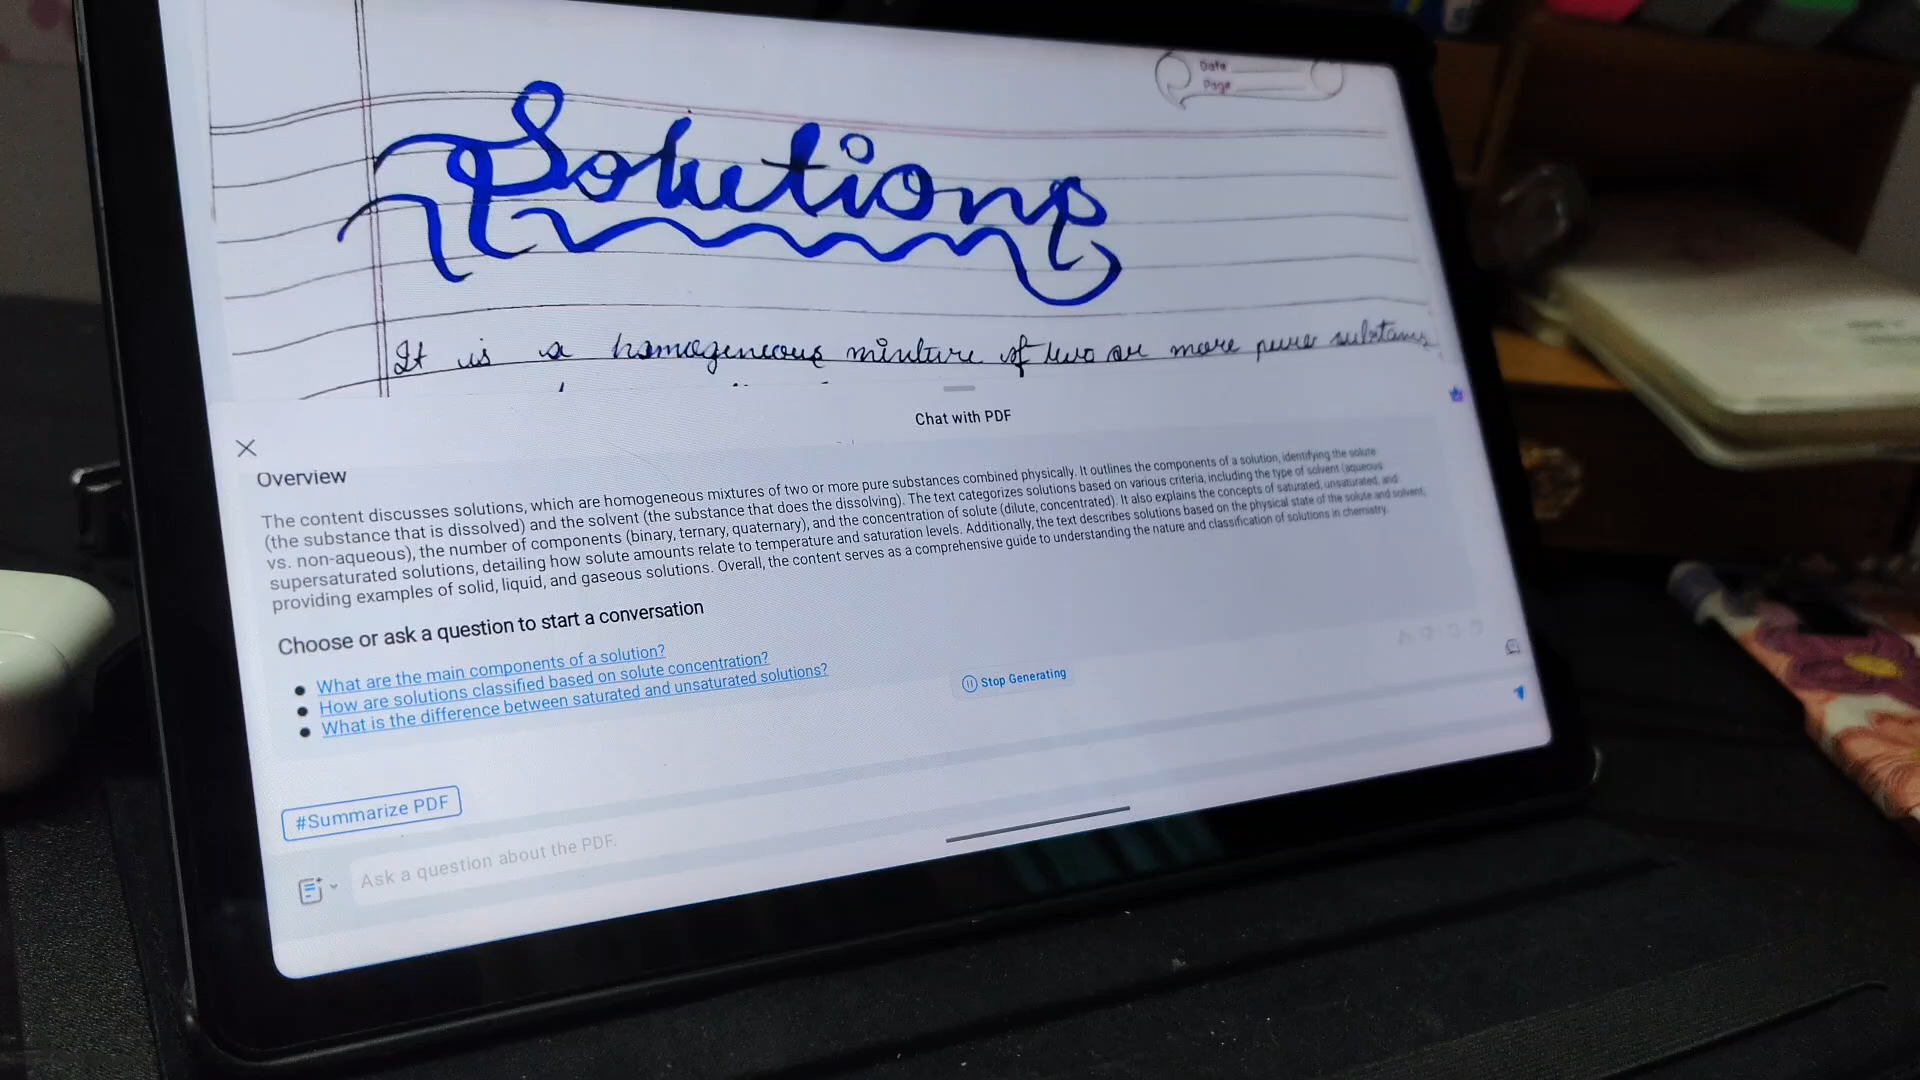 Date
Page
Solutions
It is a homogeneous mixture of two or more pure substances
Chat with PDF
Overview
The content discusses solutions, which are homogeneous mixtures of two or more pure substances combined physically. It outlines the components of a solution, identifying the solute
(the substance that is dissolved) and the solvent (the substance that does the dissolving). The text categorizes solutions based on various criteria, including the type of solvent (aqueous
vs. non-aqueous), the number of components (binary, ternary, quaternary), and the concentration of solute (dilute, concentrated). It also explains the concepts of saturated, unsaturated, and
supersaturated solutions, detailing how solute amounts relate to temperature and saturation levels. Additionally, the text describes solutions based on the physical state of the solute and solvent,
providing examples of solid, liquid, and gaseous solutions. Overall, the content serves as a comprehensive guide to understanding the nature and classification of solutions in chemistry.
Choose or ask a question to start a conversation
What are the main components of a solution?
How are solutions classified based on solute concentration?
What is the difference between saturated and unsaturated solutions?
Stop Generating
#Summarize PDF
Ask a question about the PDF.